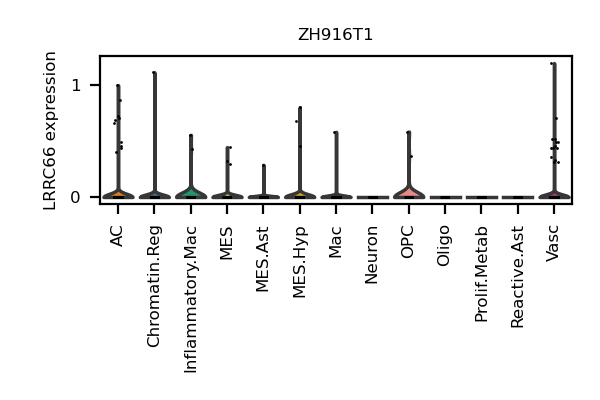 ZH916T1
LRRC66 expression
1
0
AC
Chromatin.Reg
Inflammatory.Mac
MES
MES.Ast
MES.Hyp
Mac
Neuron
OPC
Oligo
Prolif.Metab
Reactive.Ast
Vasc